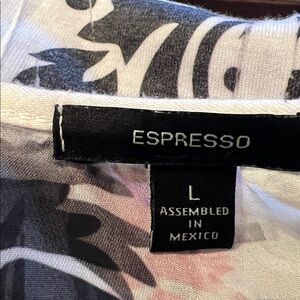 ESPRESSO
L
ASSEMBLED
IN
MEXICO